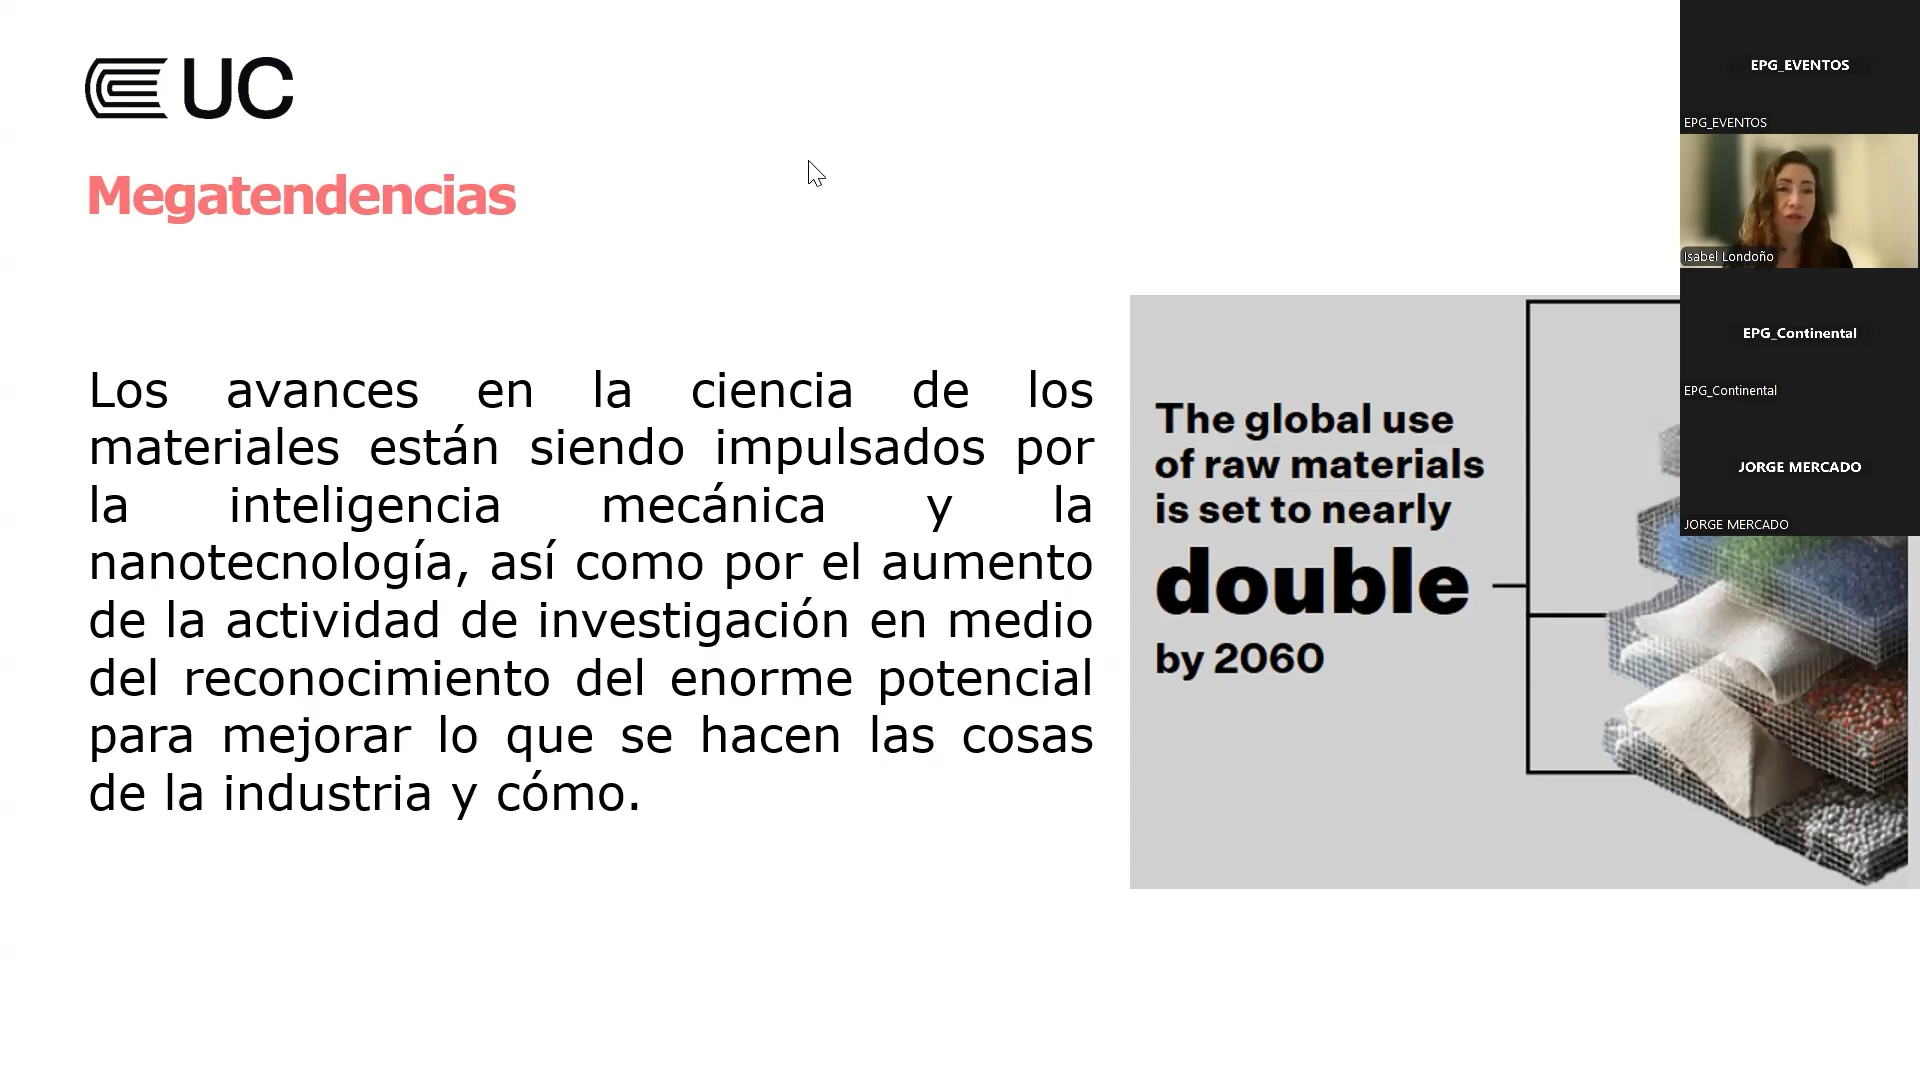 UC
Megatendencias
Los avances en la ciencia de los
materiales están siendo impulsados por
la inteligencia mecánica y la
nanotecnología, así como por el aumento
de la actividad de investigación en medio
del reconocimiento del enorme potencial
para mejorar lo que se hacen las cosas
de la industria y cómo.
The global use
of raw materials
is set to nearly
double
by 2060
EPG_EVENTOS
EPG_EVENTOS
Isabel Londoño
EPG_Continental
EPG_Continental
JORGE MERCADO
JORGE MERCADO